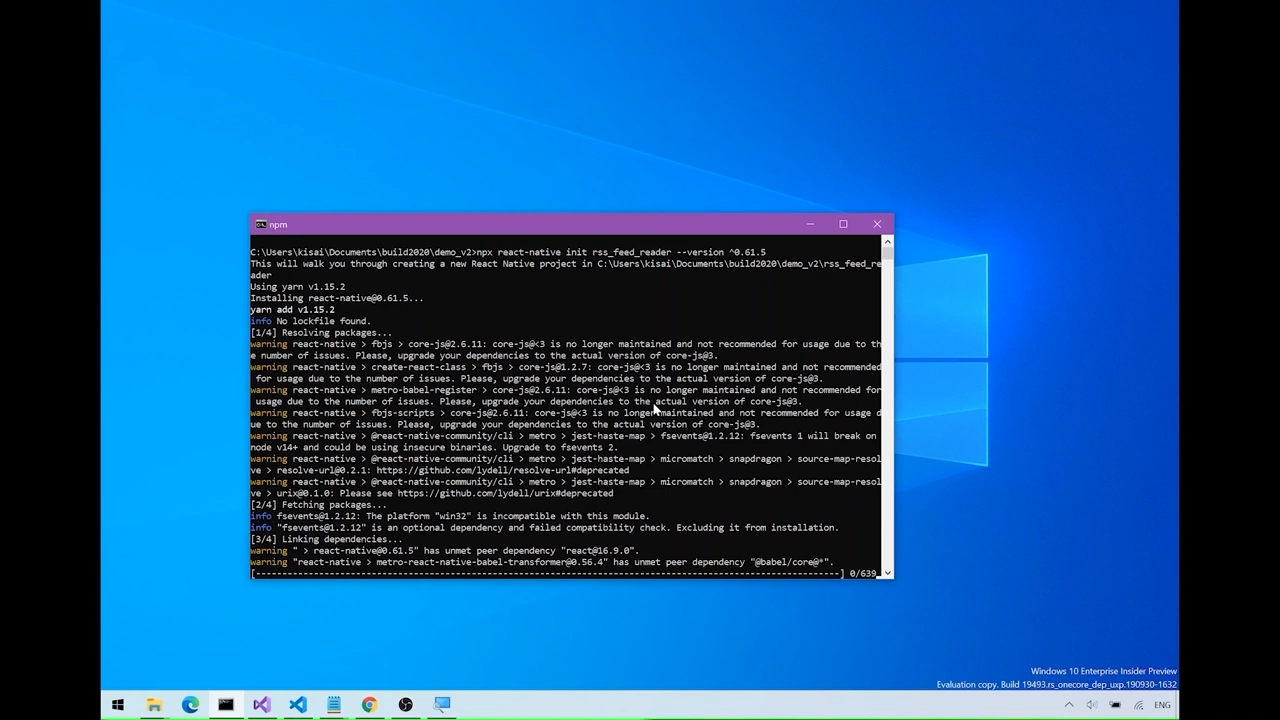 npm
C:\Users\kisai\Documents\build2020\demo_v2>npx react-native init rss_feed_reader --version ^0.61.5
This will walk you through creating a new React Native project in C:\Users\kisai\Documents\build2020\demo_v2\rss_feed_re
ader
Using yarn v1.15.2
Installing react-native@0.61.5...
yarn add v1.15.2
info No lockfile found.
[1/4] Resolving packages...
warning react-native > fbjs > core-js@2.6.11: core-js@<3 is no longer maintained and not recommended for usage due to th
e number of issues. Please, upgrade your dependencies to the actual version of core-js@3.
warning react-native > create-react-class > fbjs > core-js@1.2.7: core-js@<3 is no longer maintained and not recommended
 for usage due to the number of issues. Please, upgrade your dependencies to the actual version of core-js@3.
warning react-native > metro-babel-register > core-js@2.6.11: core-js@<3 is no longer maintained and not recommended for
 usage due to the number of issues. Please, upgrade your dependencies to the actual version of core-js@3.
warning react-native > fbjs-scripts > core-js@2.6.11: core-js@<3 is no longer maintained and not recommended for usage d
ue to the number of issues. Please, upgrade your dependencies to the actual version of core-js@3.
warning react-native > @react-native-community/cli > metro > jest-haste-map > fsevents@1.2.12: fsevents 1 will break on
node v14+ and could be using insecure binaries. Upgrade to fsevents 2.
warning react-native > @react-native-community/cli > metro > jest-haste-map > micromatch > snapdragon > source-map-resol
ve > resolve-url@0.2.1: https://github.com/lydell/resolve-url#deprecated
warning react-native > @react-native-community/cli > metro > jest-haste-map > micromatch > snapdragon > source-map-resol
ve > urix@0.1.0: Please see https://github.com/lydell/urix#deprecated
[2/4] Fetching packages...
info fsevents@1.2.12: The platform "win32" is incompatible with this module.
info "fsevents@1.2.12" is an optional dependency and failed compatibility check. Excluding it from installation.
[3/4] Linking dependencies...
warning " > react-native@0.61.5" has unmet peer dependency "react@16.9.0".
warning "react-native > metro-react-native-babel-transformer@0.56.4" has unmet peer dependency "@babel/core@*".
[----------------------------------------------------------------------------------------------------------------] 0/639
Windows 10 Enterprise Insider Preview
Evaluation copy. Build 19493.rs_onecore_dep_uxp.190930-1632
ENG